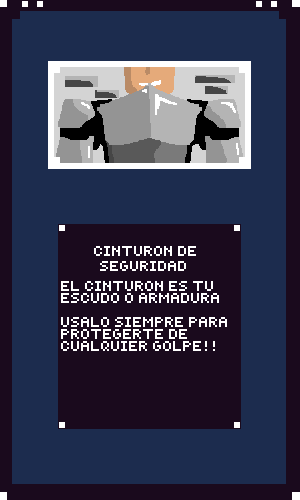 CINTURON DE
SEGURIDAD
EL CINTURON ES TU
ESCUDO O ARMADURA
USALO SIEMPRE PARA
PROTEGERTE DE
CUALQUIER GOLPE!!